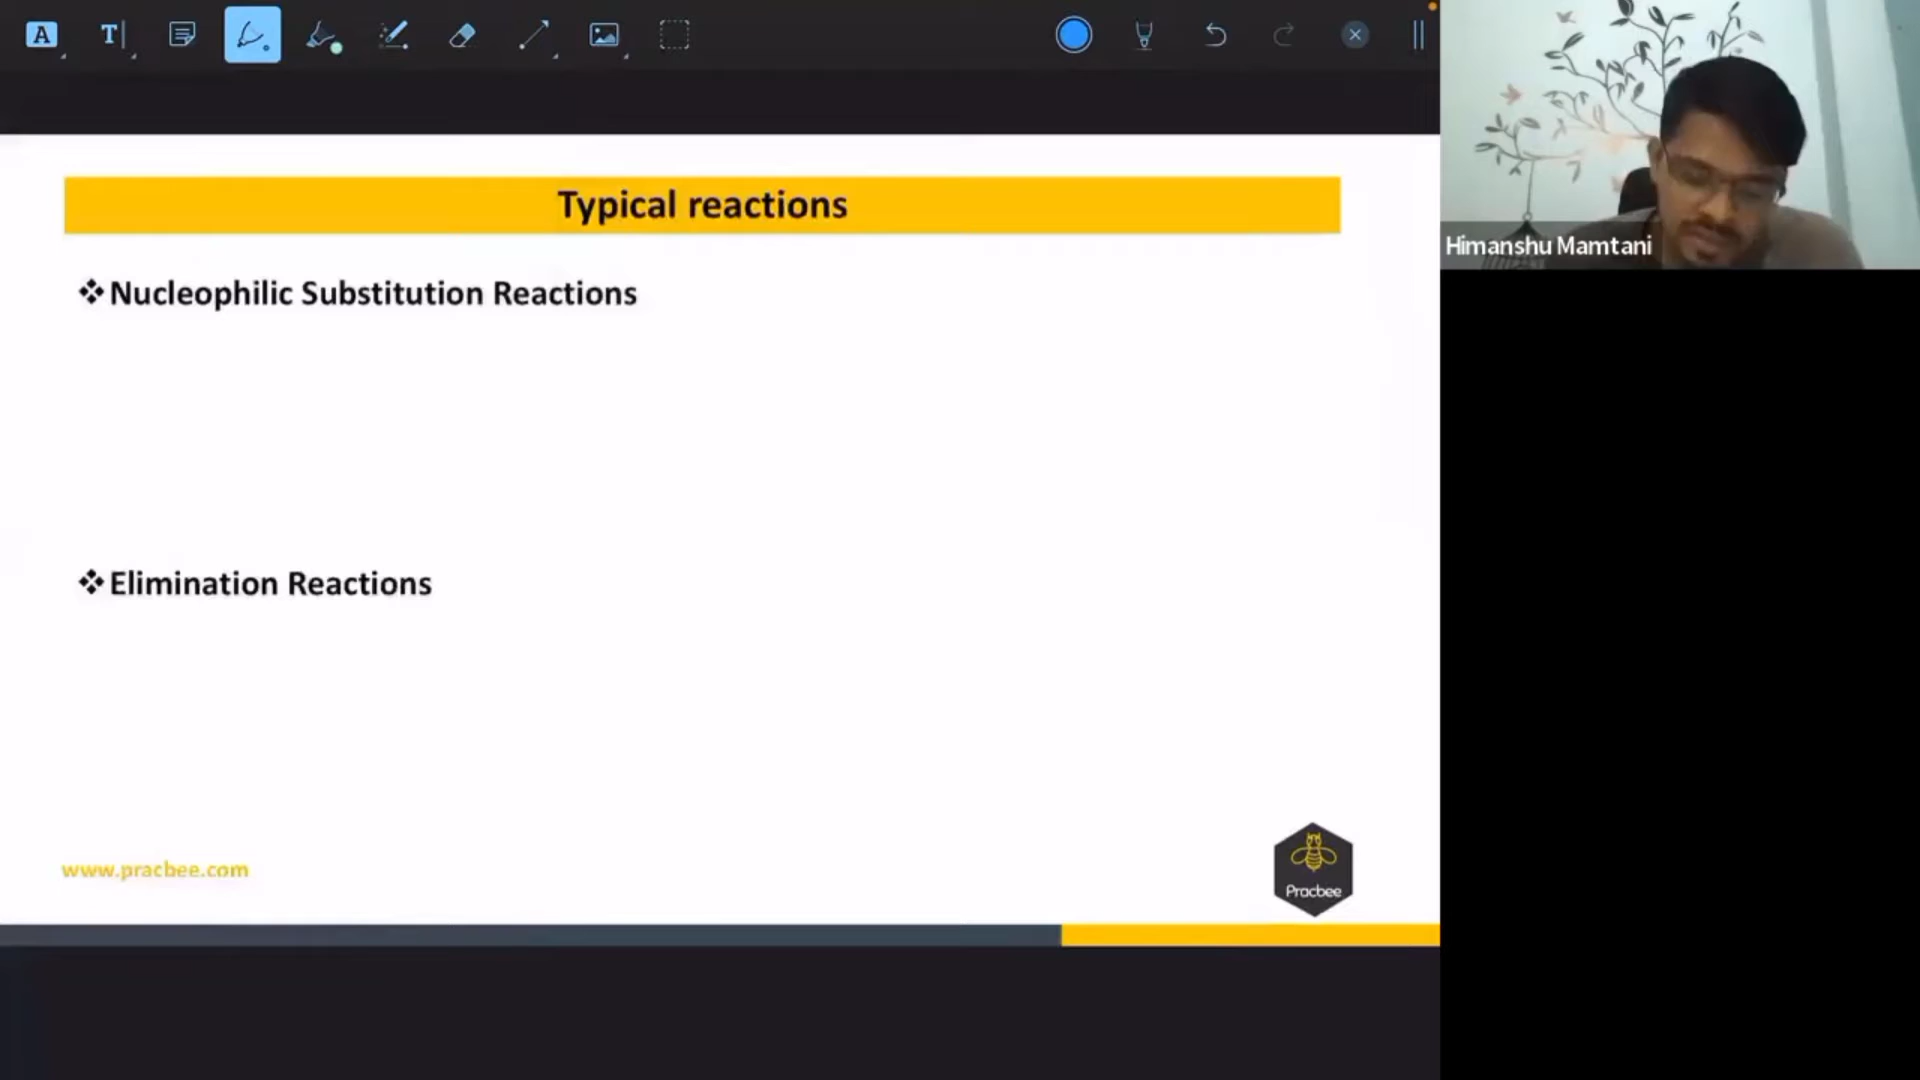 A T
Typical reactions
Himanshu Mamtani
❖Nucleophilic Substitution Reactions
❖Elimination Reactions
www.pracbee.com
Pracbee